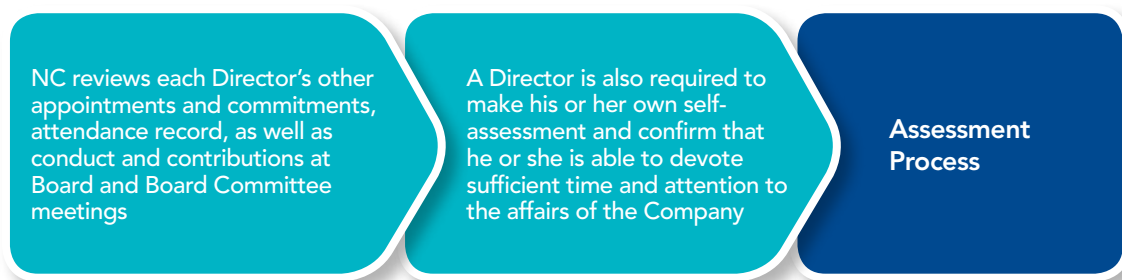 NC reviews each Director’s other
appointments and commitments,
attendance record, as well as
conduct and contributions at
Board and Board Committee
meetings
A Director is also required to
make his or her own self-
assessment and confirm that
he or she is able to devote
sufficient time and attention to
the affairs of the Company
Assessment
Process